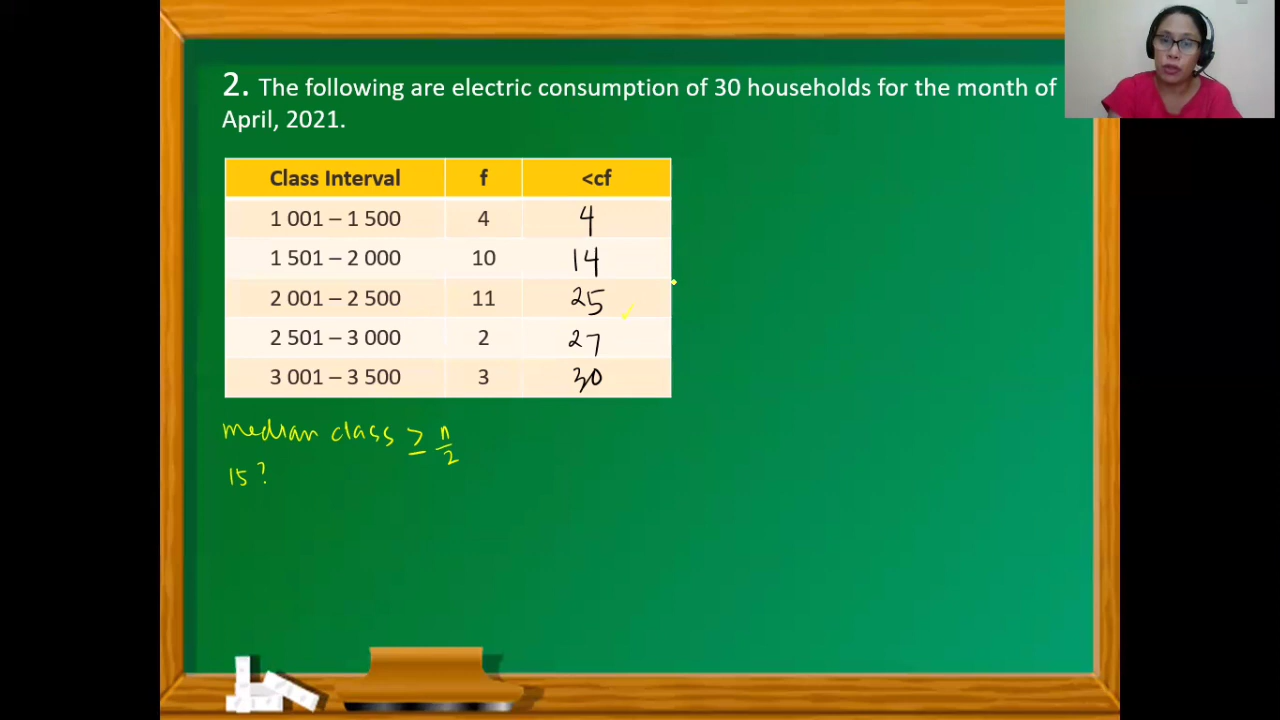 2. The following are electric consumption of 30 households for the month of
April, 2021.
Class Interval f <cf
1 001 – 1 500 4 4
1 501 – 2 000 10 14
2 001 – 2 500 11 25
2 501 – 3 000 2 27
3 001 – 3 500 3 30
median class ≥ n/2
15?